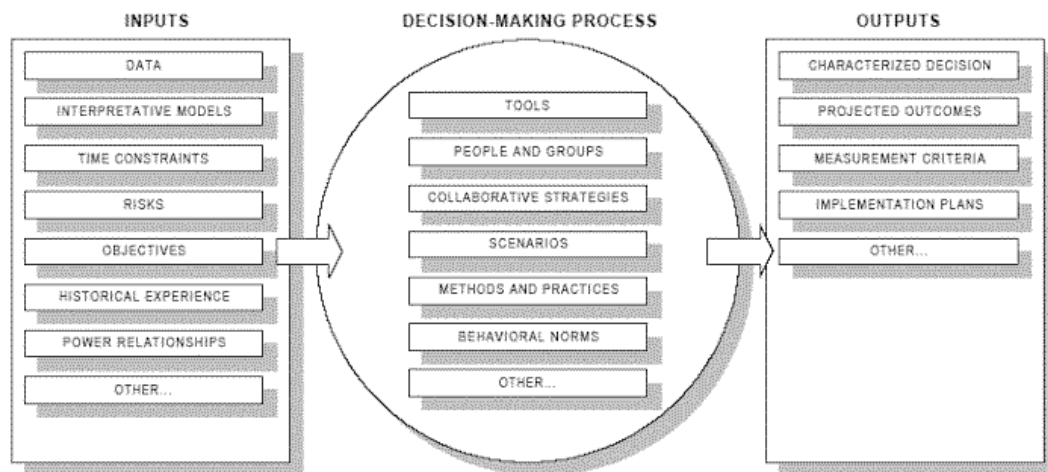 INPUTS
DATA
INTERPRETATIVE MODELS
TIME CONSTRAINTS
RISKS
OBJECTIVES
HISTORICAL EXPERIENCE
POWER RELATIONSHIPS
OTHER...
DECISION-MAKING PROCESS
TOOLS
PEOPLE AND GROUPS
COLLABORATIVE STRATEGIES
SCENARIOS
METHODS AND PRACTICES
BEHAVIORAL NORMS
OTHER...
OUTPUTS
CHARACTERIZED DECISION
PROJECTED OUTCOMES
MEASUREMENT CRITERIA
IMPLEMENTATION PLANS
OTHER...